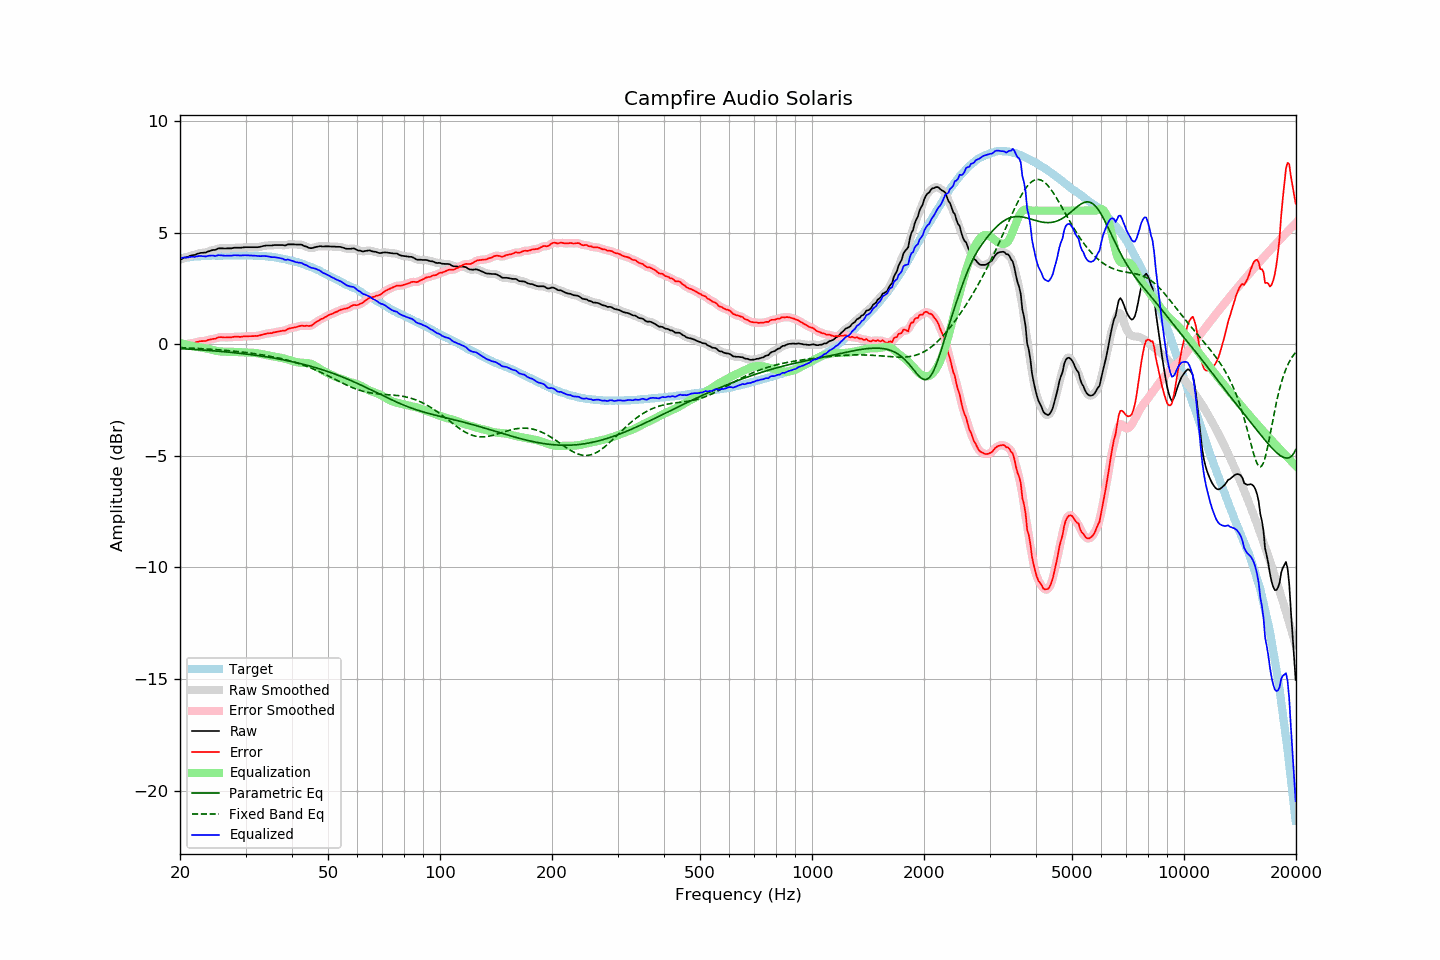 Campfire Audio Solaris
10
5
0
−5
−10
−15
−20
Amplitude (dBr)
Target
Raw Smoothed
Error Smoothed
Raw
Error
Equalization
Parametric Eq
Fixed Band Eq
Equalized
20 50 100 200 500 1000 2000 5000 10000 20000
Frequency (Hz)